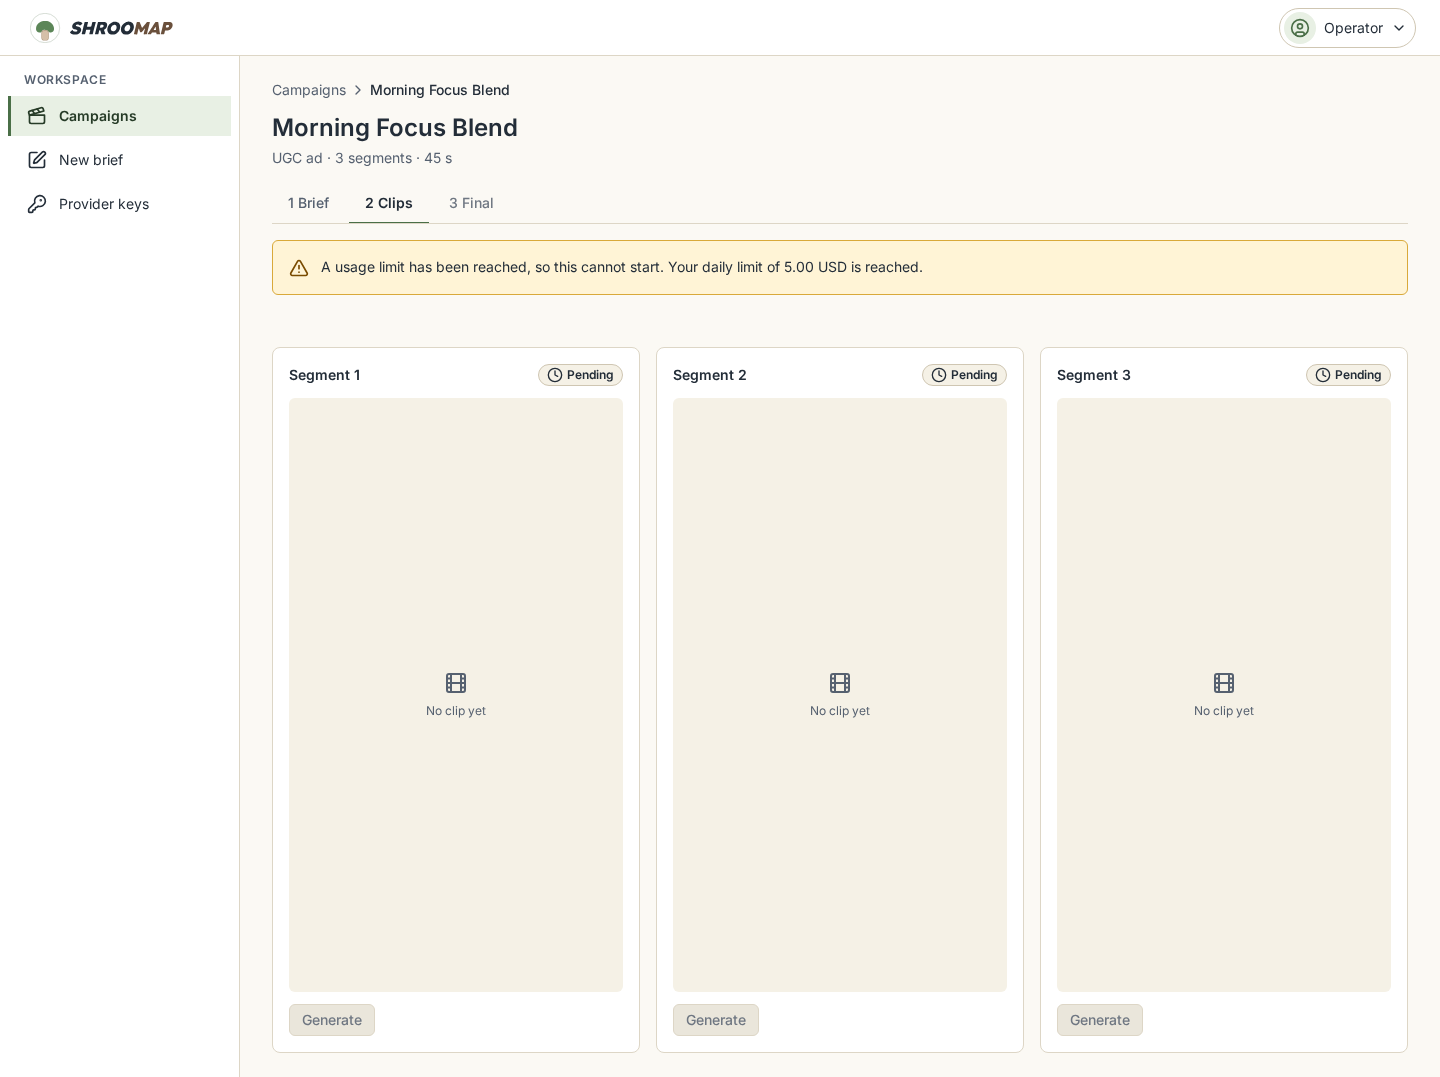 SHROOMAP
Operator
WORKSPACE
Campaigns
New brief
Provider keys
Campaigns > Morning Focus Blend
Morning Focus Blend
UGC ad · 3 segments · 45 s
1 Brief 2 Clips 3 Final
A usage limit has been reached, so this cannot start. Your daily limit of 5.00 USD is reached.
Segment 1 Pending
No clip yet
Generate
Segment 2 Pending
No clip yet
Generate
Segment 3 Pending
No clip yet
Generate